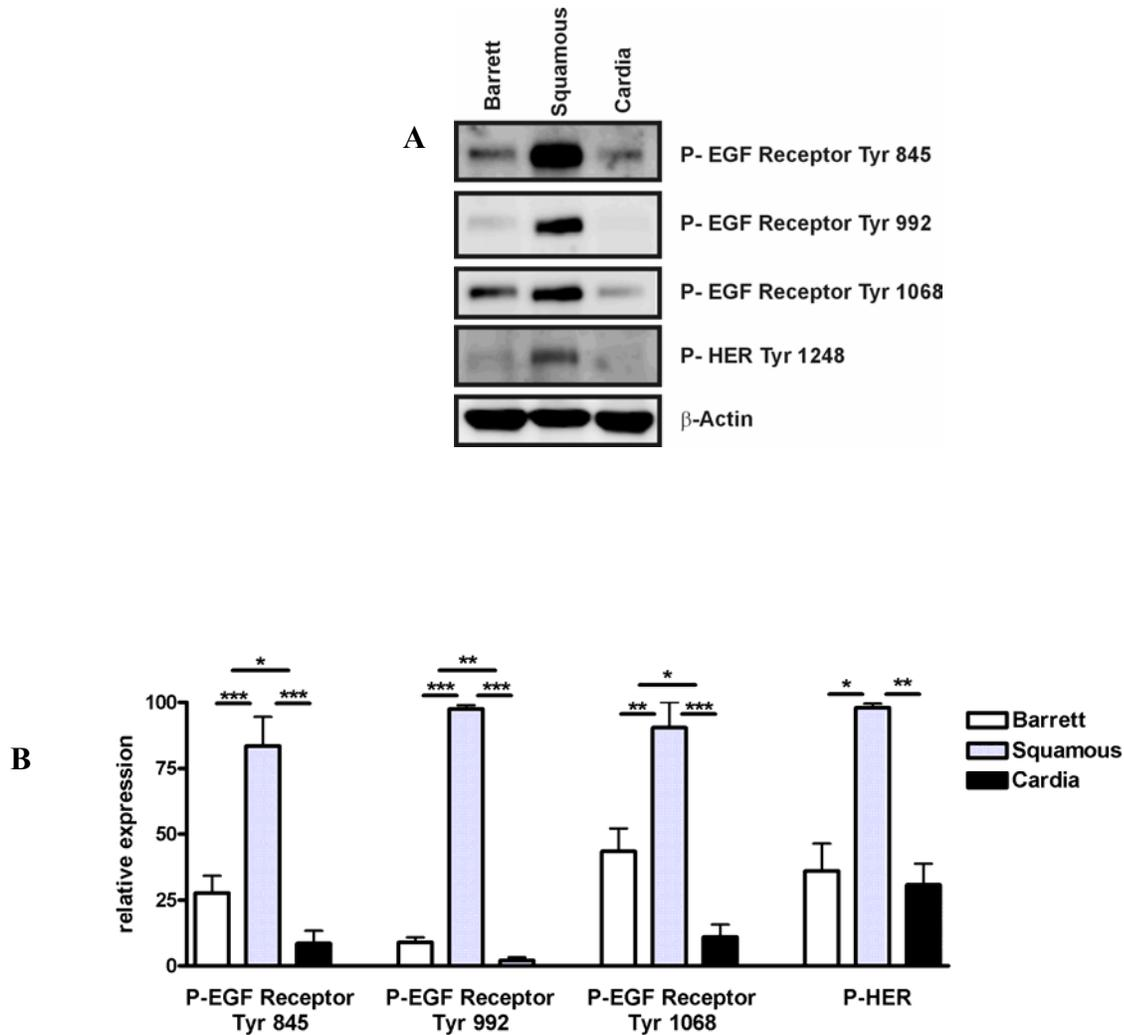 Barrett
Squamous
Cardia
A
P- EGF Receptor Tyr 845
P- EGF Receptor Tyr 992
P- EGF Receptor Tyr 1068
P- HER Tyr 1248
β-Actin
B
relative expression
100
75
50
25
0
*
*** ***
**
*** ***
*
** ***
* **
P-EGF Receptor
Tyr 845
P-EGF Receptor
Tyr 992
P-EGF Receptor
Tyr 1068
P-HER
Barrett
Squamous
Cardia